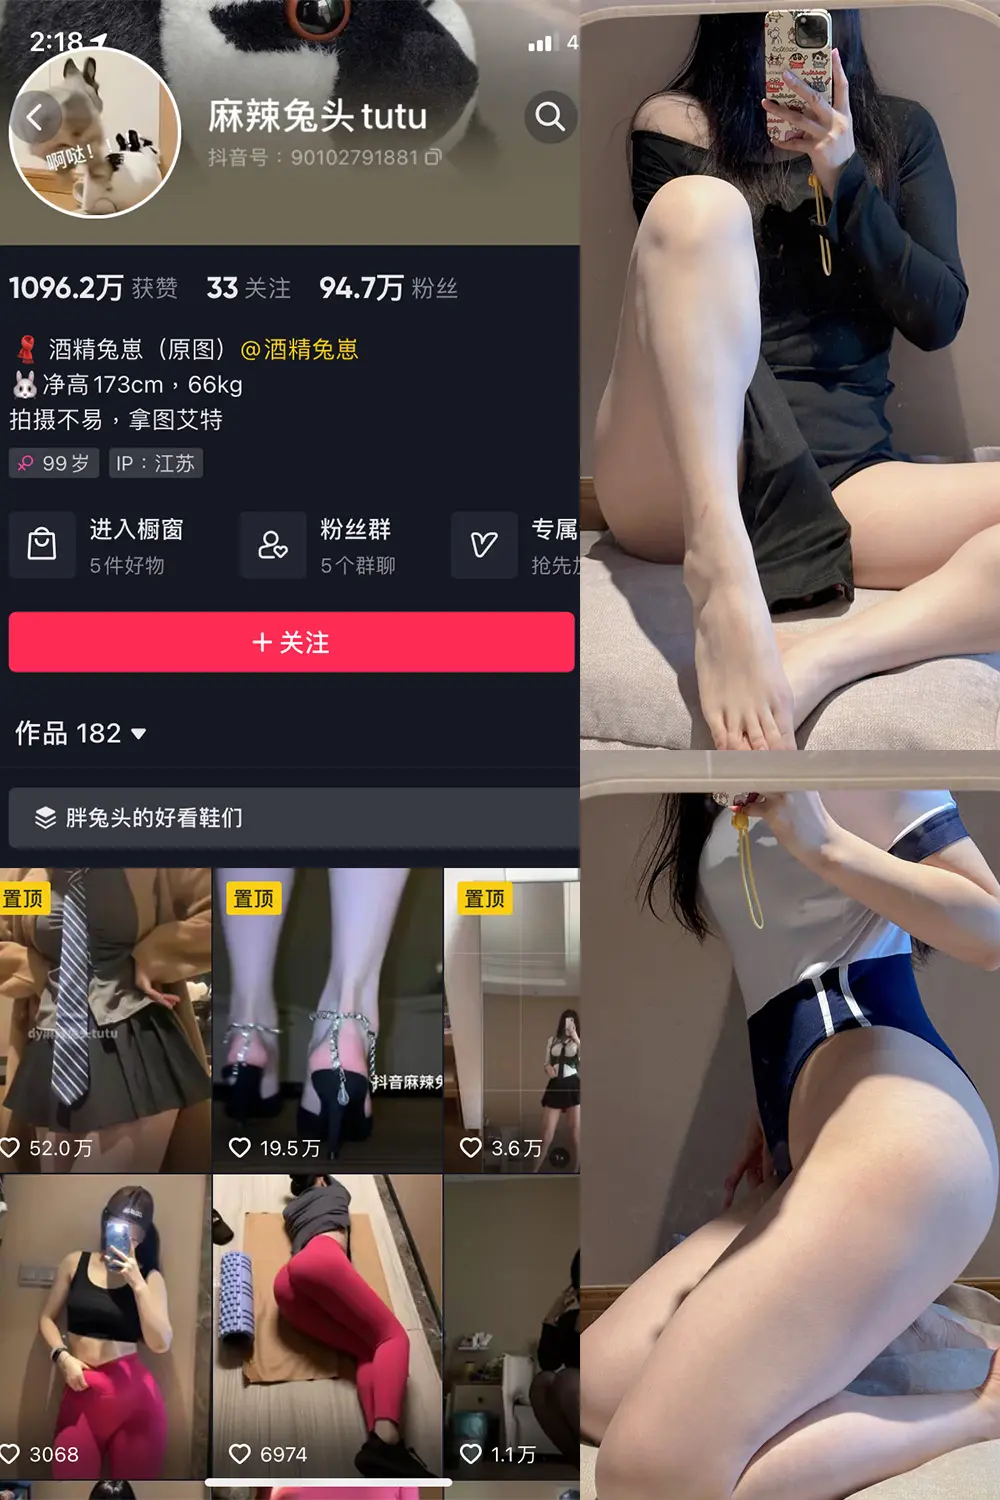 2:18
4
啊哒！
麻辣兔头tutu
抖音号：90102791881
1096.2万 获赞 33 关注 94.7万 粉丝
酒精兔崽（原图）@酒精兔崽
净高173cm，66kg
拍摄不易，拿图艾特
99岁 IP：江苏
进入橱窗
5件好物
粉丝群
5个群聊
专属
抢先
+ 关注
作品 182
胖兔头的好看鞋们
置顶
置顶
置顶
抖音麻辣
52.0万
19.5万
3.6万
3068
6974
1.1万